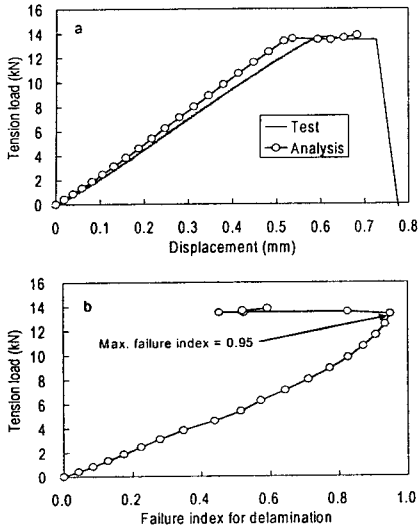 a
16
14
12
10
8
6
4
2
0
Tension load (kN)
Test
Analysis
0 0.1 0.2 0.3 0.4 0.5 0.6 0.7 0.8
Displacement (mm)
b
16
14
12
10
8
6
4
2
0
Tension load (kN)
Max. failure index = 0.95
0.0 0.2 0.4 0.6 0.8 1.0
Failure index for delamination